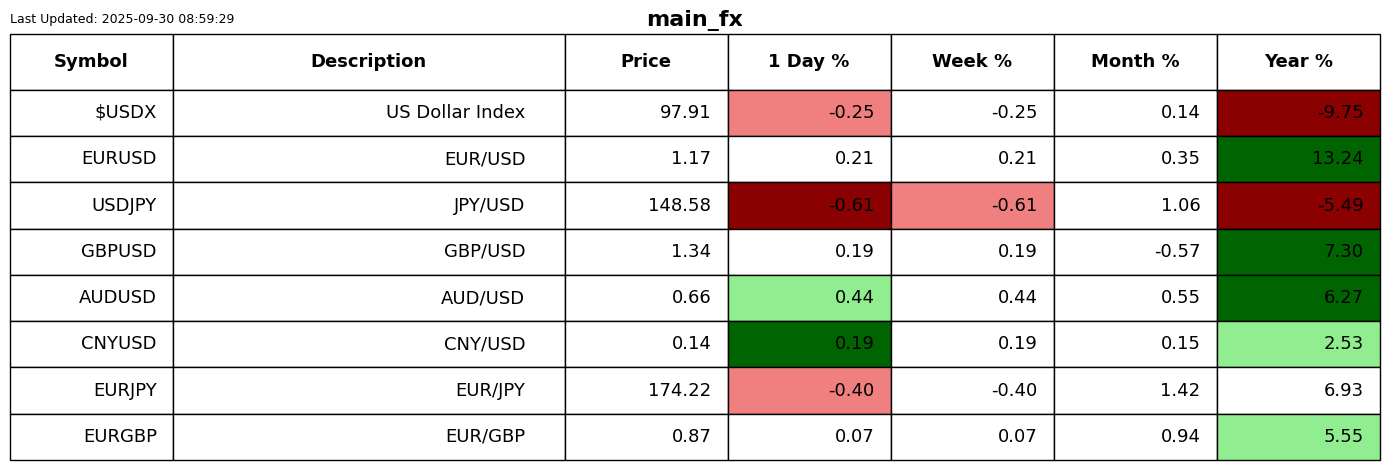 Last Updated: 2025-09-30 08:59:29
main_fx
Symbol Description Price 1 Day % Week % Month % Year %
$USDX US Dollar Index 97.91 -0.25 -0.25 0.14 -9.75
EURUSD EUR/USD 1.17 0.21 0.21 0.35 13.24
USDJPY JPY/USD 148.58 -0.61 -0.61 1.06 -5.49
GBPUSD GBP/USD 1.34 0.19 0.19 -0.57 7.30
AUDUSD AUD/USD 0.66 0.44 0.44 0.55 6.27
CNYUSD CNY/USD 0.14 0.19 0.19 0.15 2.53
EURJPY EUR/JPY 174.22 -0.40 -0.40 1.42 6.93
EURGBP EUR/GBP 0.87 0.07 0.07 0.94 5.55